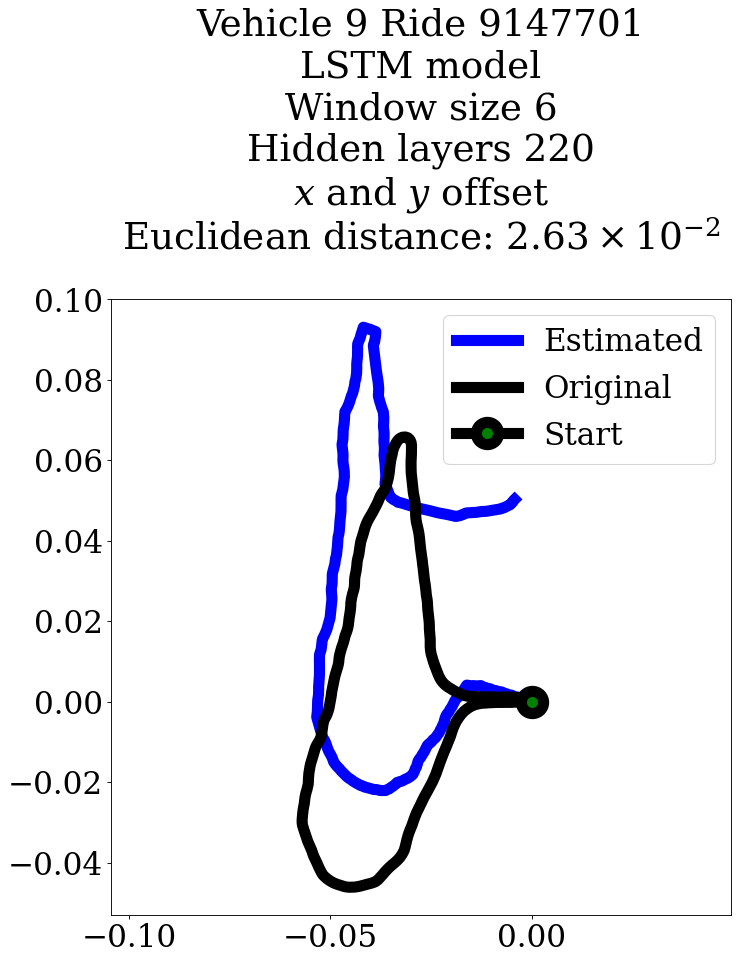 Vehicle 9 Ride 9147701
LSTM model
Window size 6
Hidden layers 220
x and y offset
Euclidean distance: 2.63 × 10⁻²
Estimated
Original
Start
0.10
0.08
0.06
0.04
0.02
0.00
−0.02
−0.04
−0.10
−0.05
0.00